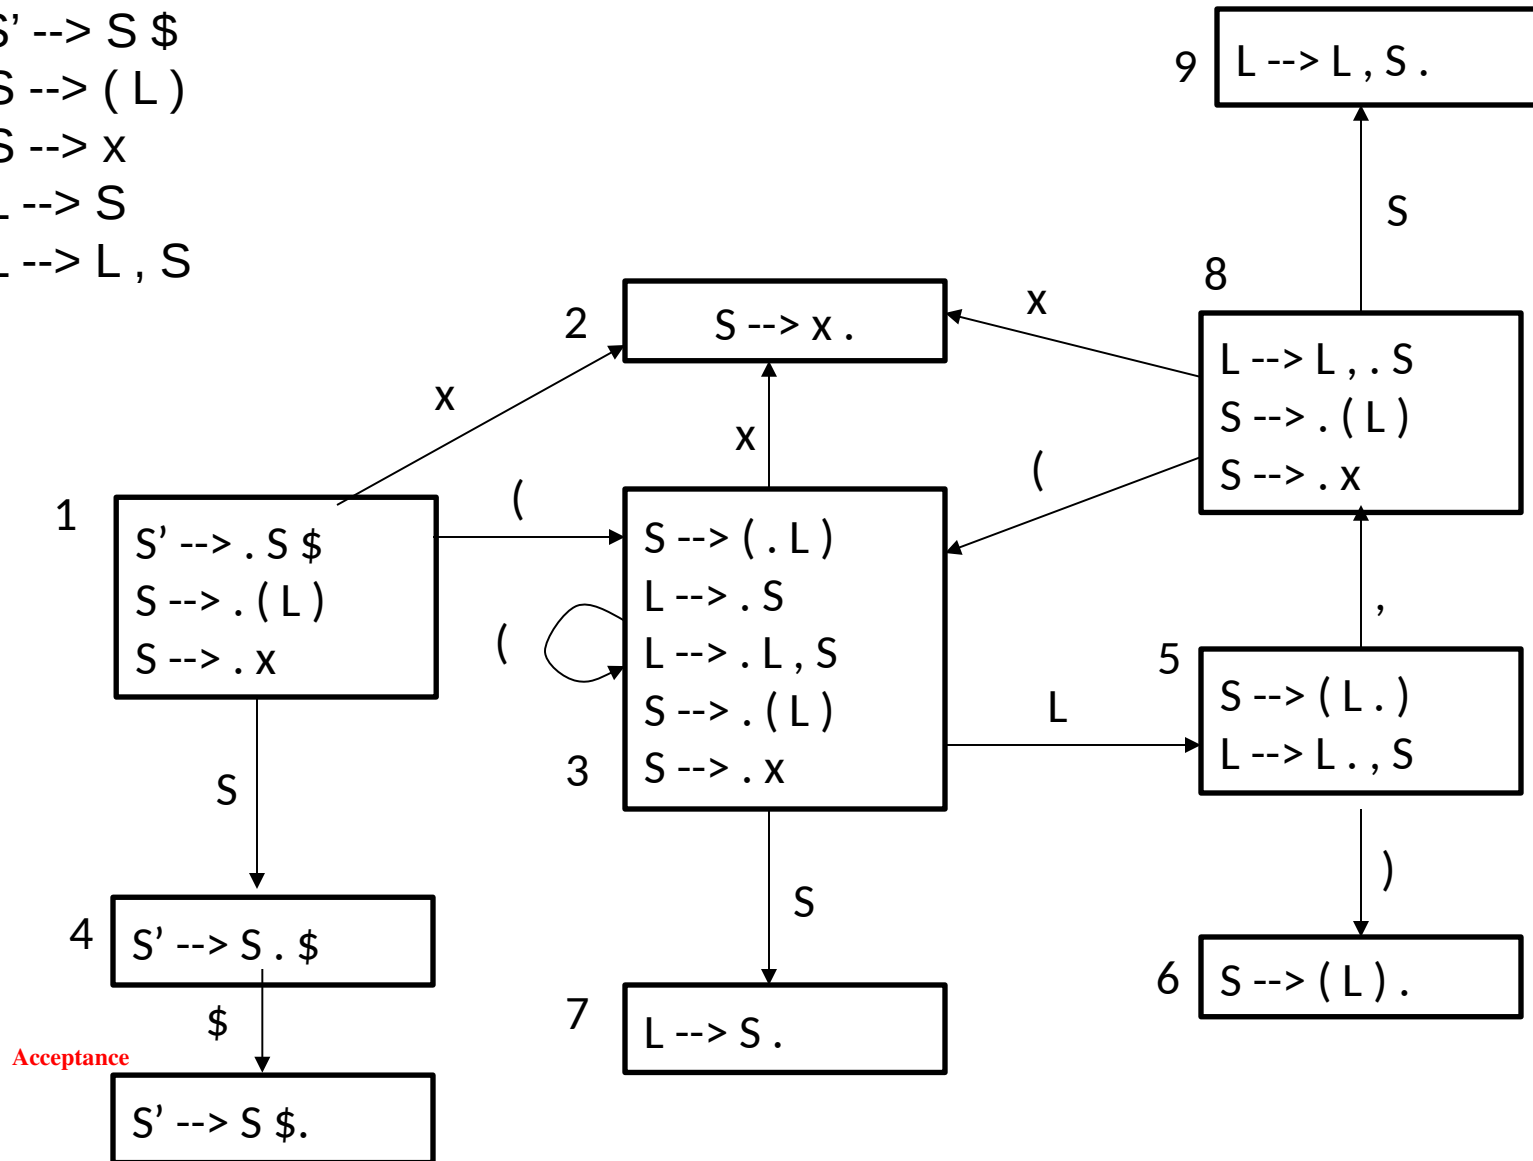 S’ --> S $
S --> ( L )
S --> x
L --> S
L --> L , S
9
L --> L , S .
S
8
2
S --> x .
x
L --> L , . S
S --> . ( L )
S --> . x
x
x
(
(
1
S’ --> . S $
S --> . ( L )
S --> . x
S --> ( . L )
L --> . S
L --> . L , S
S --> . ( L )
S --> . x
(
3
,
5
S --> ( L . )
L --> L . , S
L
S
)
S
4
S’ --> S . $
6
S --> ( L ) .
7
L --> S .
$
Acceptance
S’ --> S $.